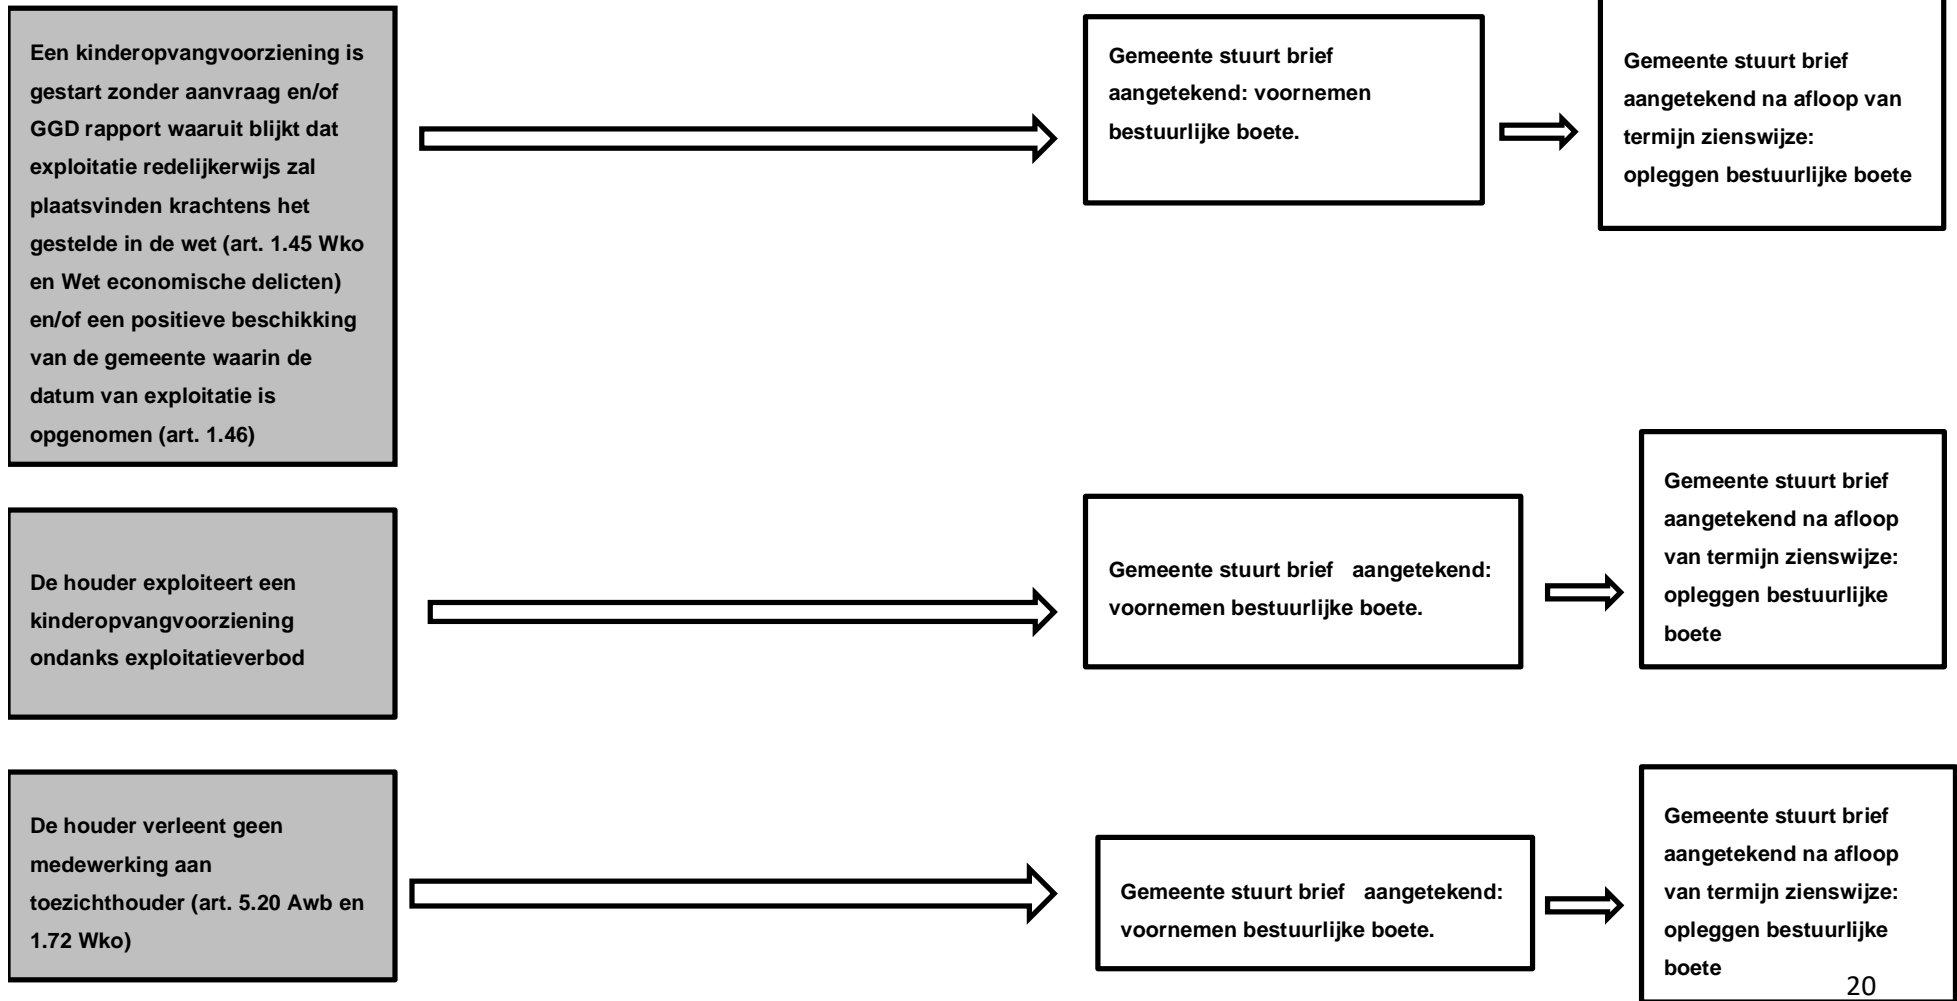 Een kinderopvangvoorziening is
gestart zonder aanvraag en/of
GGD rapport waaruit blijkt dat
exploitatie redelijkerwijs zal
plaatsvinden krachtens het
gestelde in de wet (art. 1.45 Wko
en Wet economische delicten)
en/of een positieve beschikking
van de gemeente waarin de
datum van exploitatie is
opgenomen (art. 1.46)
Gemeente stuurt brief
aangetekend: voornemen
bestuurlijke boete.
Gemeente stuurt brief
aangetekend na afloop van
termijn zienswijze:
opleggen bestuurlijke boete
De houder exploiteert een
kinderopvangvoorziening
ondanks exploitatieverbod
Gemeente stuurt brief aangetekend:
voornemen bestuurlijke boete.
Gemeente stuurt brief
aangetekend na afloop
van termijn zienswijze:
opleggen bestuurlijke
boete
De houder verleent geen
medewerking aan
toezichthouder (art. 5.20 Awb en
1.72 Wko)
Gemeente stuurt brief aangetekend:
voornemen bestuurlijke boete.
Gemeente stuurt brief
aangetekend na afloop
van termijn zienswijze:
opleggen bestuurlijke
boete
20